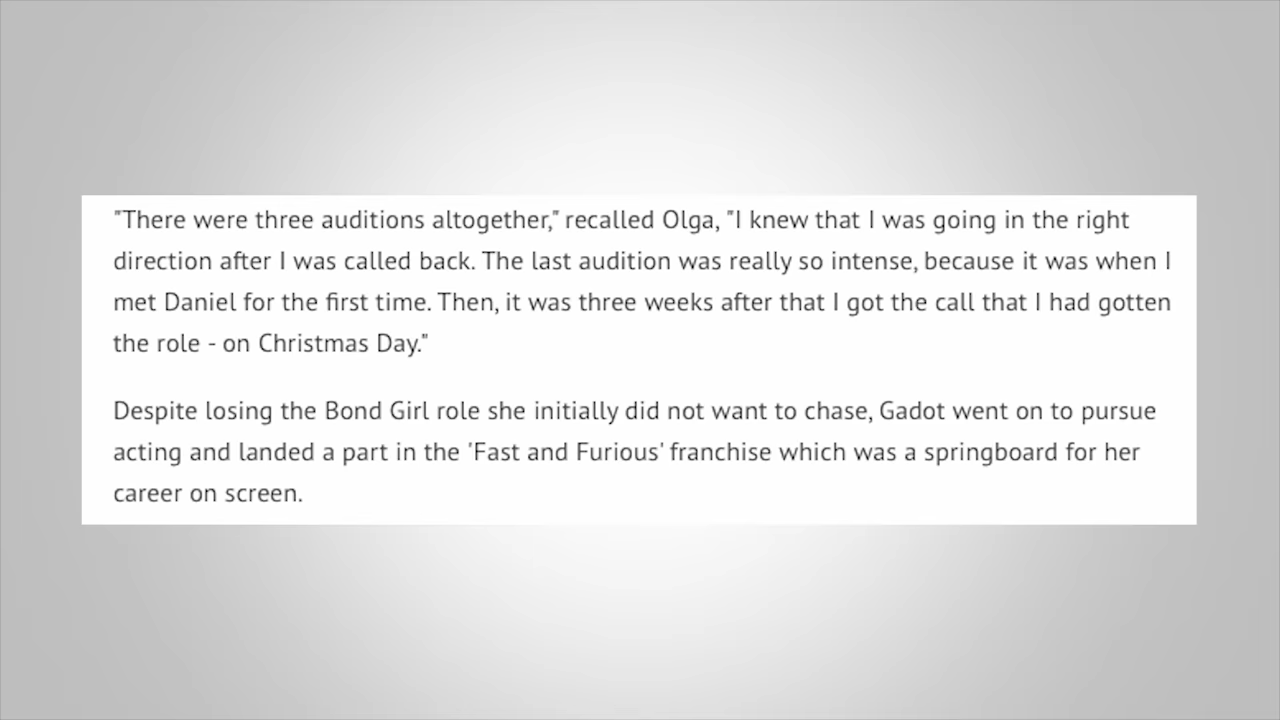 "There were three auditions altogether," recalled Olga, "I knew that I was going in the right
direction after I was called back. The last audition was really so intense, because it was when I
met Daniel for the first time. Then, it was three weeks after that I got the call that I had gotten
the role - on Christmas Day."
Despite losing the Bond Girl role she initially did not want to chase, Gadot went on to pursue
acting and landed a part in the 'Fast and Furious' franchise which was a springboard for her
career on screen.